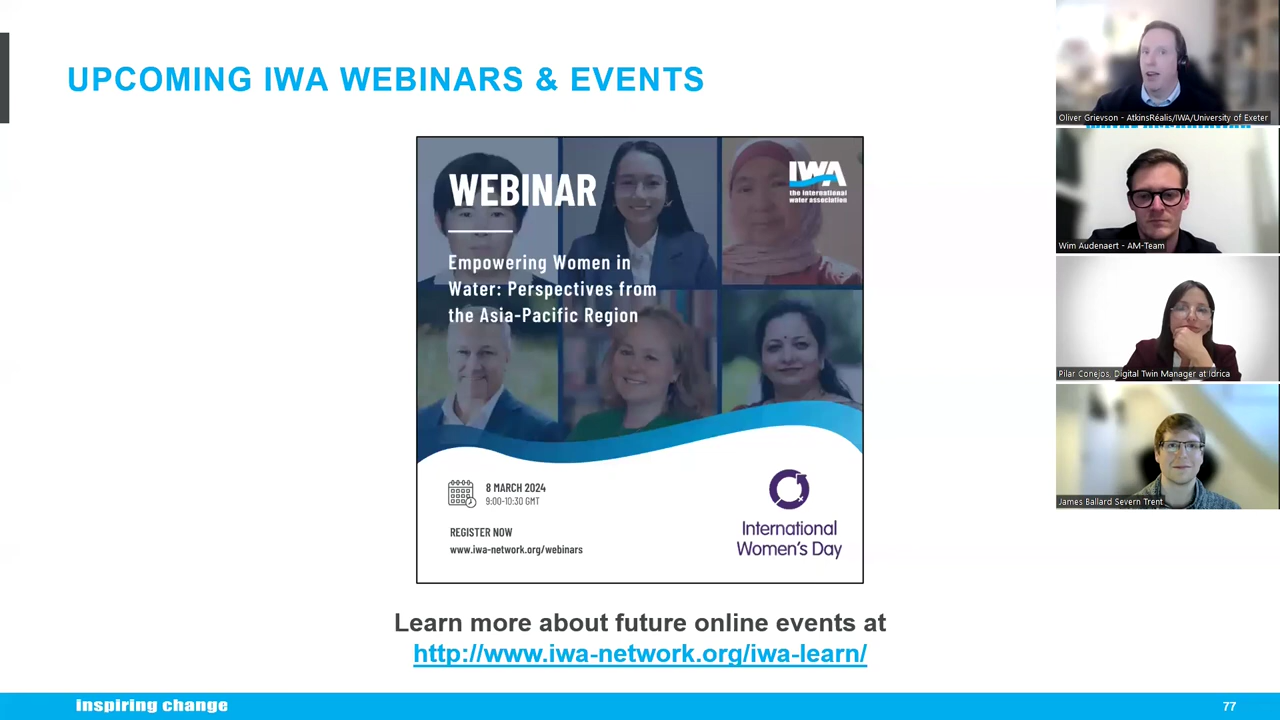 UPCOMING IWA WEBINARS & EVENTS
WEBINAR
IWA
the international
water association
Empowering Women in
Water: Perspectives from
the Asia-Pacific Region
8 MARCH 2024
9:00-10:30 GMT
REGISTER NOW
www.iwa-network.org/webinars
International
Women's Day
Learn more about future online events at
http://www.iwa-network.org/iwa-learn/
inspiring change
77
Oliver Grievson - AtkinsRéalis/IWA/University of Exeter
Wim Audenaert - AM-Team
Pilar Conejos, Digital Twin Manager at Idrica
James Ballard Severn Trent